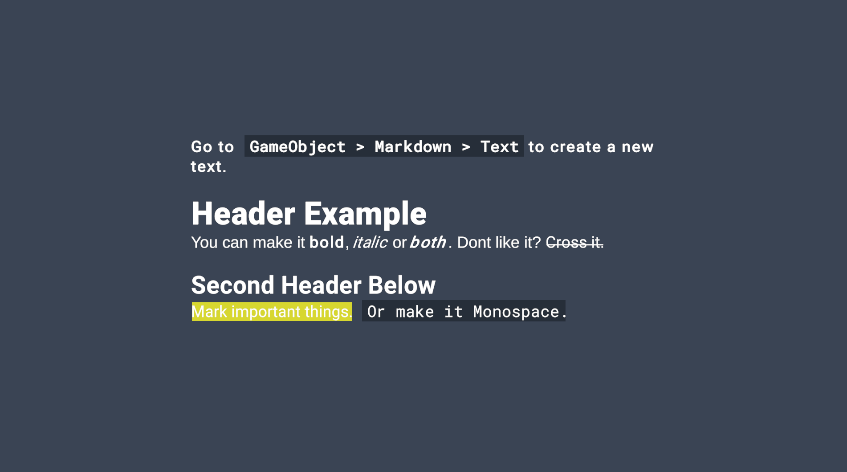 Go to GameObject > Markdown > Text to create a new
text.
Header Example
You can make it bold, italic or both. Dont like it? Cross it.
Second Header Below
Mark important things. Or make it Monospace.